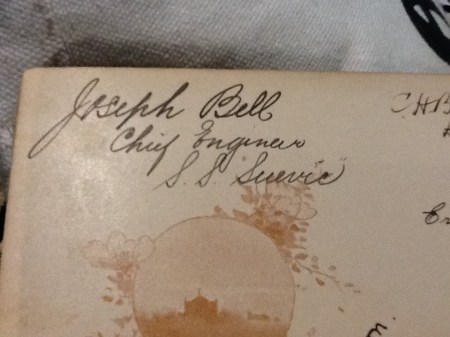 Joseph Bell
Chief Engineer
S.S. "Suevic"
C.H.B